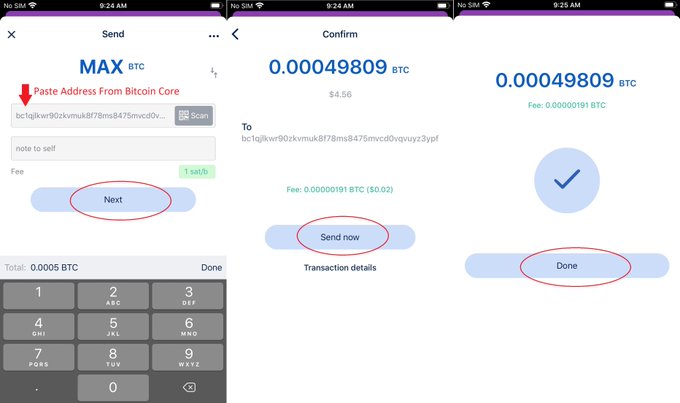 No SIM 9:24 AM
Send
MAX BTC
Paste Address From Bitcoin Core
bc1qjlkwr90zkvmuk8f78ms8475mvcd0v... Scan
note to self
Fee 1 sat/b
Next
Total: 0.0005 BTC Done
1
2 ABC
3 DEF
4 GHI
5 JKL
6 MNO
7 PQRS
8 TUV
9 WXYZ
. 0
No SIM 9:24 AM
Confirm
0.00049809 BTC
$4.56
To
bc1qjlkwr90zkvmuk8f78ms8475mvcd0vqvuyz3ypf
Fee: 0.00000191 BTC ($0.02)
Send now
Transaction details
No SIM 9:25 AM
0.00049809 BTC
Fee: 0.00000191 BTC
Done